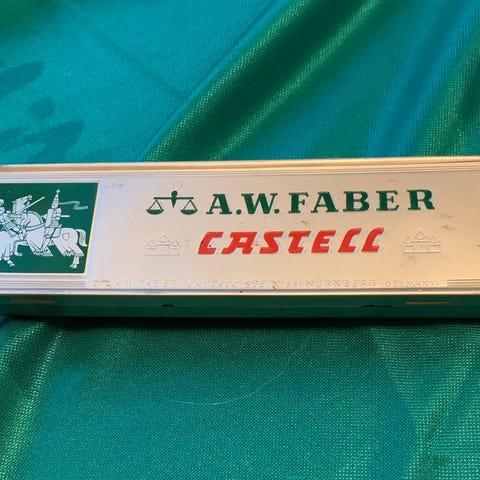 A.W. FABER
CASTELL
A.W. FABER CASTELL STEIN BEI NÜRNBERG · GERMANY